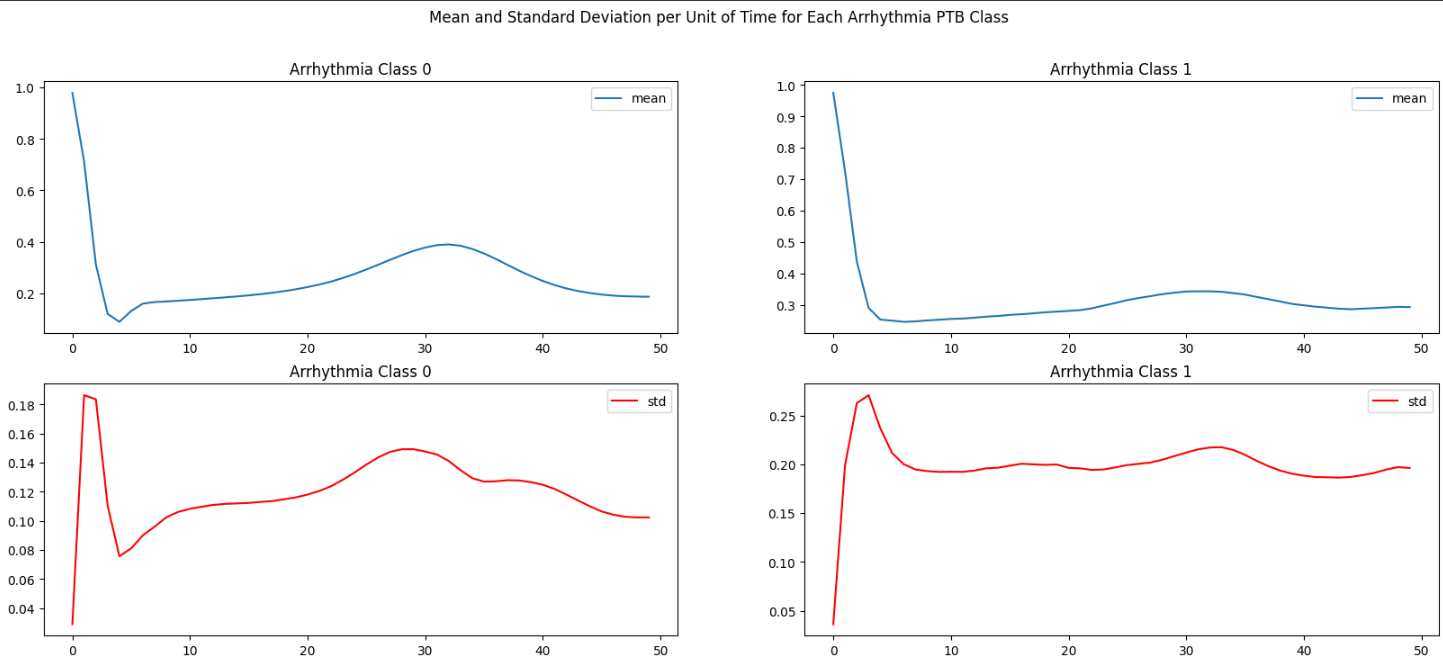 Mean and Standard Deviation per Unit of Time for Each Arrhythmia PTB Class
Arrhythmia Class 0
1.0
0.8
0.6
0.4
0.2
mean
0 10 20 30 40 50
Arrhythmia Class 1
1.0
0.9
0.8
0.7
0.6
0.5
0.4
0.3
mean
0 10 20 30 40 50
Arrhythmia Class 0
0.18
0.16
0.14
0.12
0.10
0.08
0.06
0.04
std
0 10 20 30 40 50
Arrhythmia Class 1
0.25
0.20
0.15
0.10
0.05
std
0 10 20 30 40 50